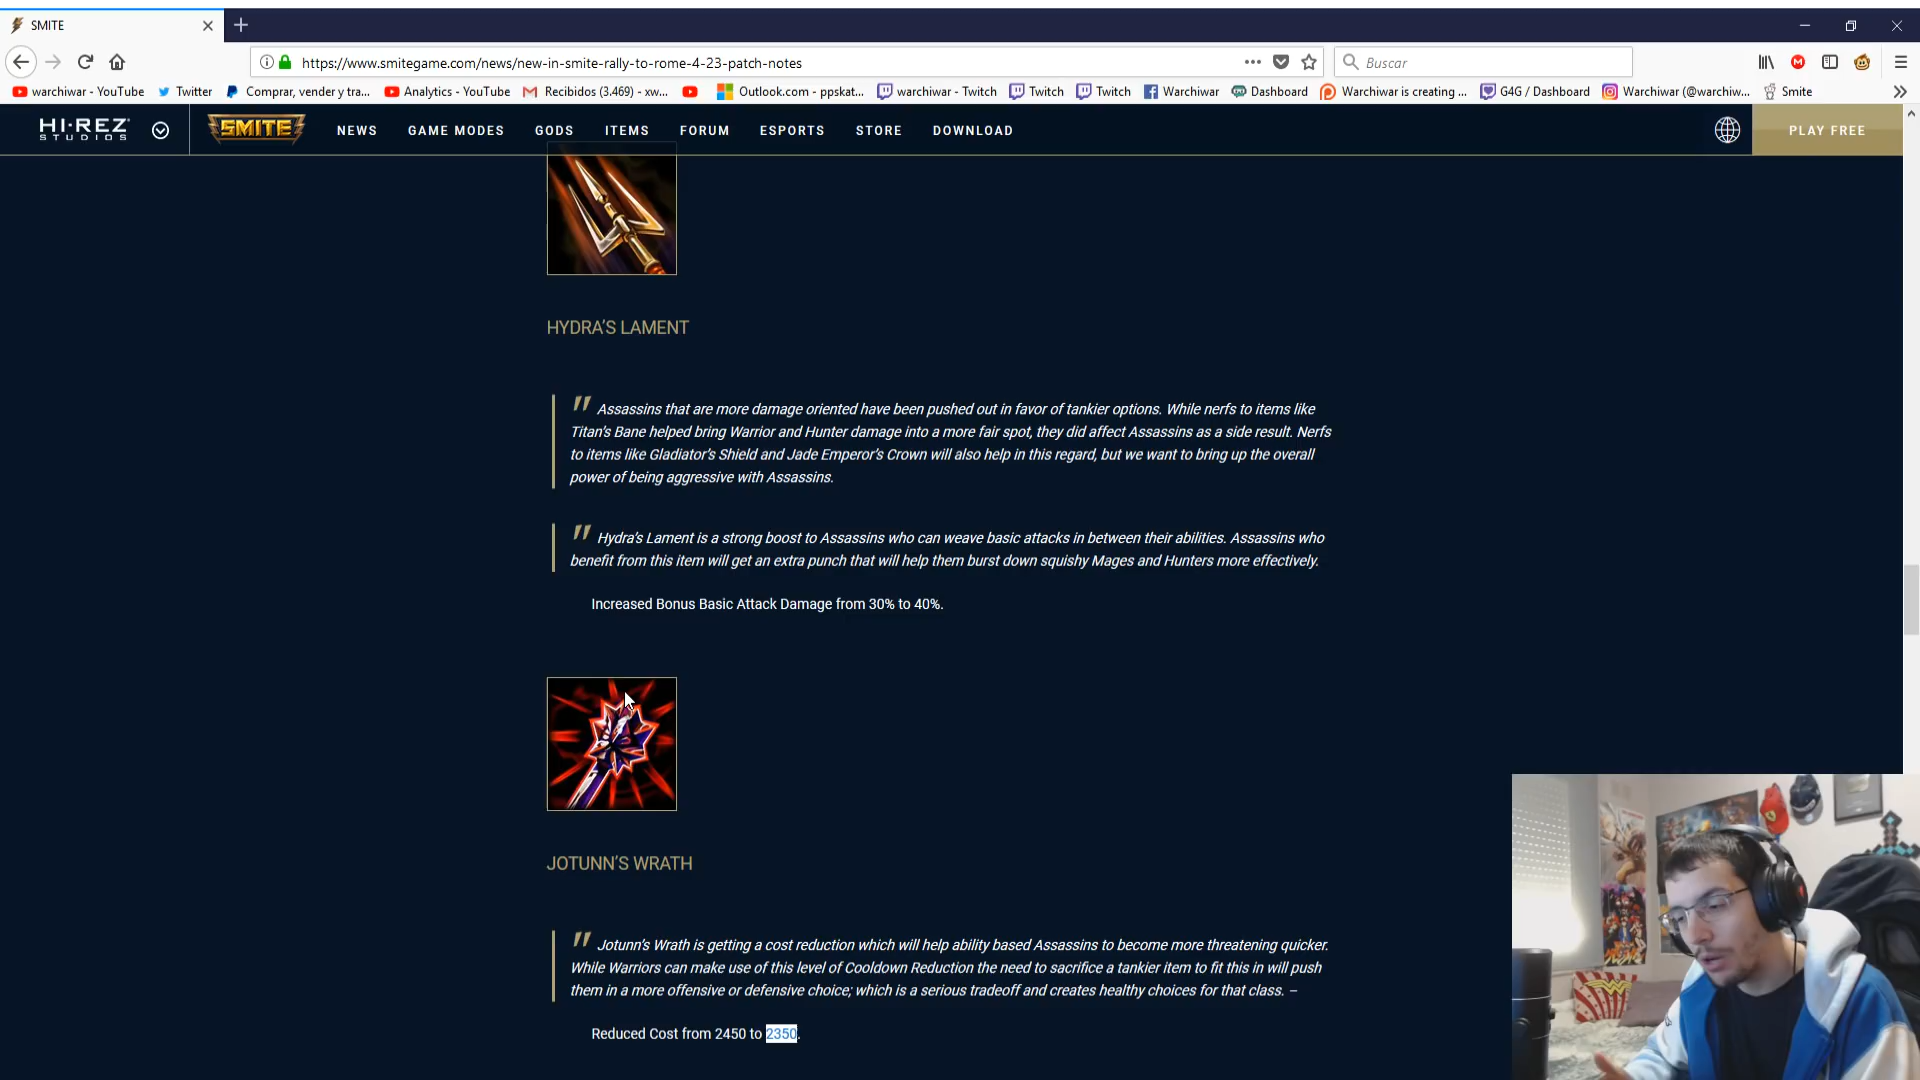 SMITE
https://www.smitegame.com/news/new-in-smite-rally-to-rome-4-23-patch-notes
Buscar
warchiwar - YouTube
Twitter
Comprar, vender y tra...
Analytics - YouTube
Recibidos (3.469) - xw...
Outlook.com - ppskat...
warchiwar - Twitch
Twitch
Twitch
Warchiwar
Dashboard
Warchiwar is creating ...
G4G / Dashboard
Warchiwar (@warchiw...
Smite
HI-REZ
STUDIOS
SMITE
NEWS
GAME MODES
GODS
ITEMS
FORUM
ESPORTS
STORE
DOWNLOAD
PLAY FREE
HYDRA'S LAMENT
" Assassins that are more damage oriented have been pushed out in favor of tankier options. While nerfs to items like
Titan's Bane helped bring Warrior and Hunter damage into a more fair spot, they did affect Assassins as a side result. Nerfs
to items like Gladiator's Shield and Jade Emperor's Crown will also help in this regard, but we want to bring up the overall
power of being aggressive with Assassins.
" Hydra's Lament is a strong boost to Assassins who can weave basic attacks in between their abilities. Assassins who
benefit from this item will get an extra punch that will help them burst down squishy Mages and Hunters more effectively.
Increased Bonus Basic Attack Damage from 30% to 40%.
JOTUNN'S WRATH
" Jotunn's Wrath is getting a cost reduction which will help ability based Assassins to become more threatening quicker.
While Warriors can make use of this level of Cooldown Reduction the need to sacrifice a tankier item to fit this in will push
them in a more offensive or defensive choice; which is a serious tradeoff and creates healthy choices for that class. –
Reduced Cost from 2450 to 2350.